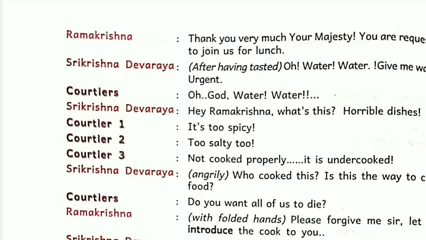 Ramakrishna : Thank you very much Your Majesty! You are
to join us for lunch.
Srikrishna Devaraya : (After having tasted) Oh! Water! Water. !Give me
Urgent.
Courtiers : Oh..God, Water! Water!!...
Srikrishna Devaraya : Hey Ramakrishna, what's this? Horrible dishes!
Courtier 1 : It's too spicy!
Courtier 2 : Too salty too!
Courtier 3 : Not cooked properly......it is undercooked!
Srikrishna Devaraya : (angrily) Who cooked this? Is this the way to
food?
Courtiers : Do you want all of us to die?
Ramakrishna : (with folded hands) Please forgive me sir, let
introduce the cook to you..
Srikrishna Devaraya